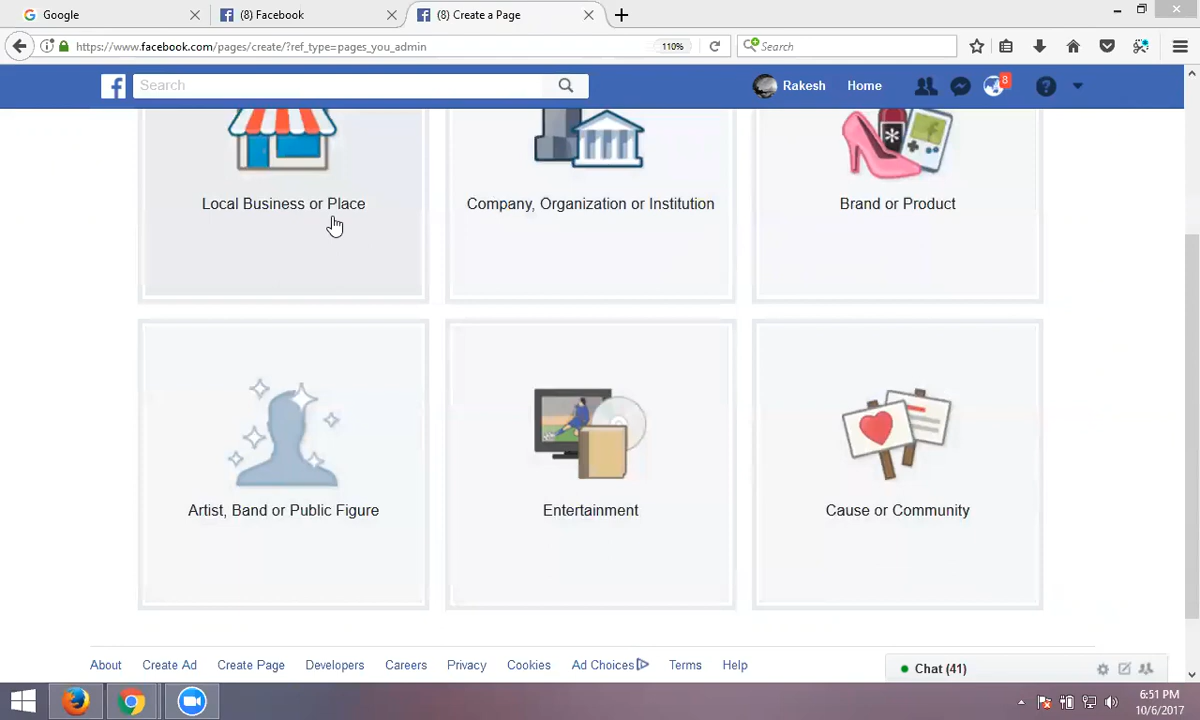 Google
(8) Facebook
(8) Create a Page
https://www.facebook.com/pages/create/?ref_type=pages_you_admin
110%
Search
Search
Rakesh
Home
8
Local Business or Place
Company, Organization or Institution
Brand or Product
Artist, Band or Public Figure
Entertainment
Cause or Community
About
Create Ad
Create Page
Developers
Careers
Privacy
Cookies
Ad Choices
Terms
Help
Chat (41)
6:51 PM
10/6/2017